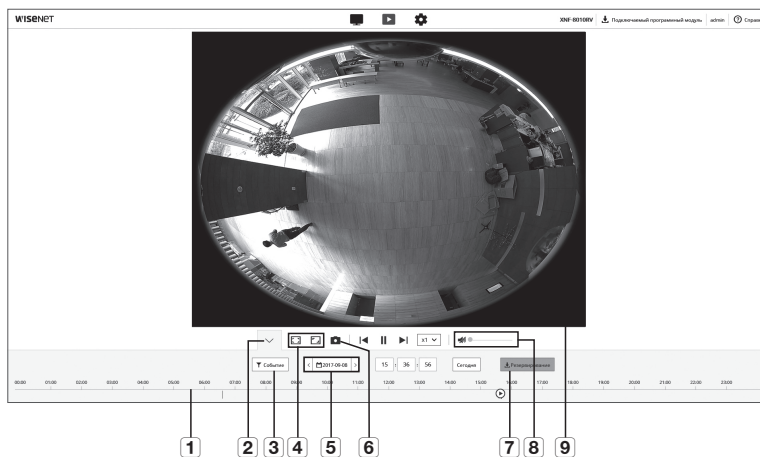 WISENET
XNF-8010RV Подключаемый програмный модуль admin Справка
x1
Событие 2017-09-08 15 : 36 : 56 Сегодня Резервирование
00:00 01:00 02:00 03:00 04:00 05:00 06:00 07:00 08:00 09:00 10:00 11:00 12:00 13:00 14:00 15:00 16:00 17:00 18:00 19:00 20:00 21:00 22:00 23:00
1 2 3 4 5 6 7 8 9